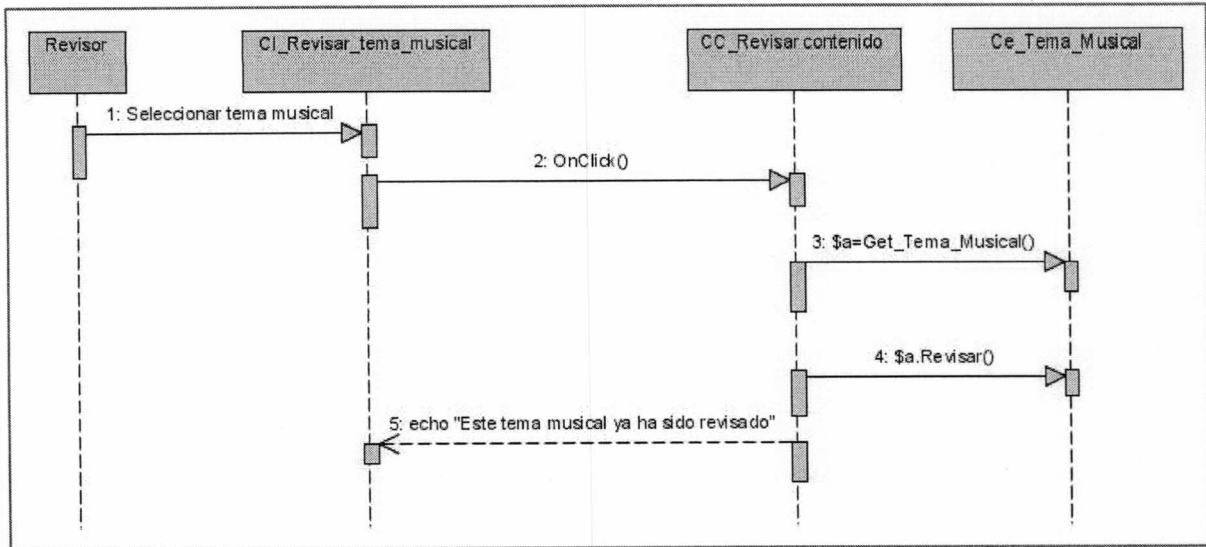 Revisor
CI_Revisar_tema_musical
CC_Revisar contenido
Ce_Tema_Musical
1: Seleccionar tema musical
2: OnClick()
3: $a=Get_Tema_Musical()
4: $a.Revisar()
5: echo "Este tema musical ya ha sido revisado"